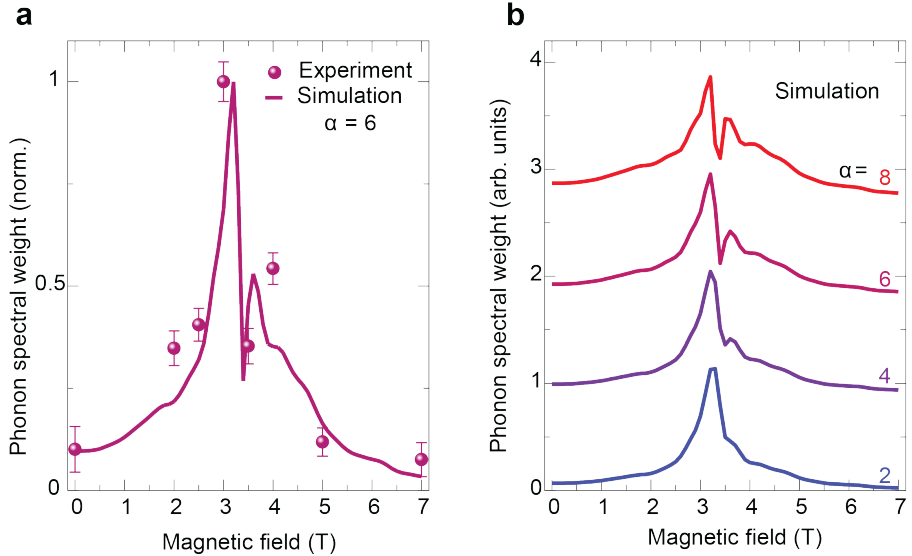 a
Phonon spectral weight (norm.)
1
0.5
0
Experiment
Simulation
α = 6
0 1 2 3 4 5 6 7
Magnetic field (T)
b
Phonon spectral weight (arb. units)
4
3
2
1
0
Simulation
α = 8
6
4
2
0 1 2 3 4 5 6 7
Magnetic field (T)